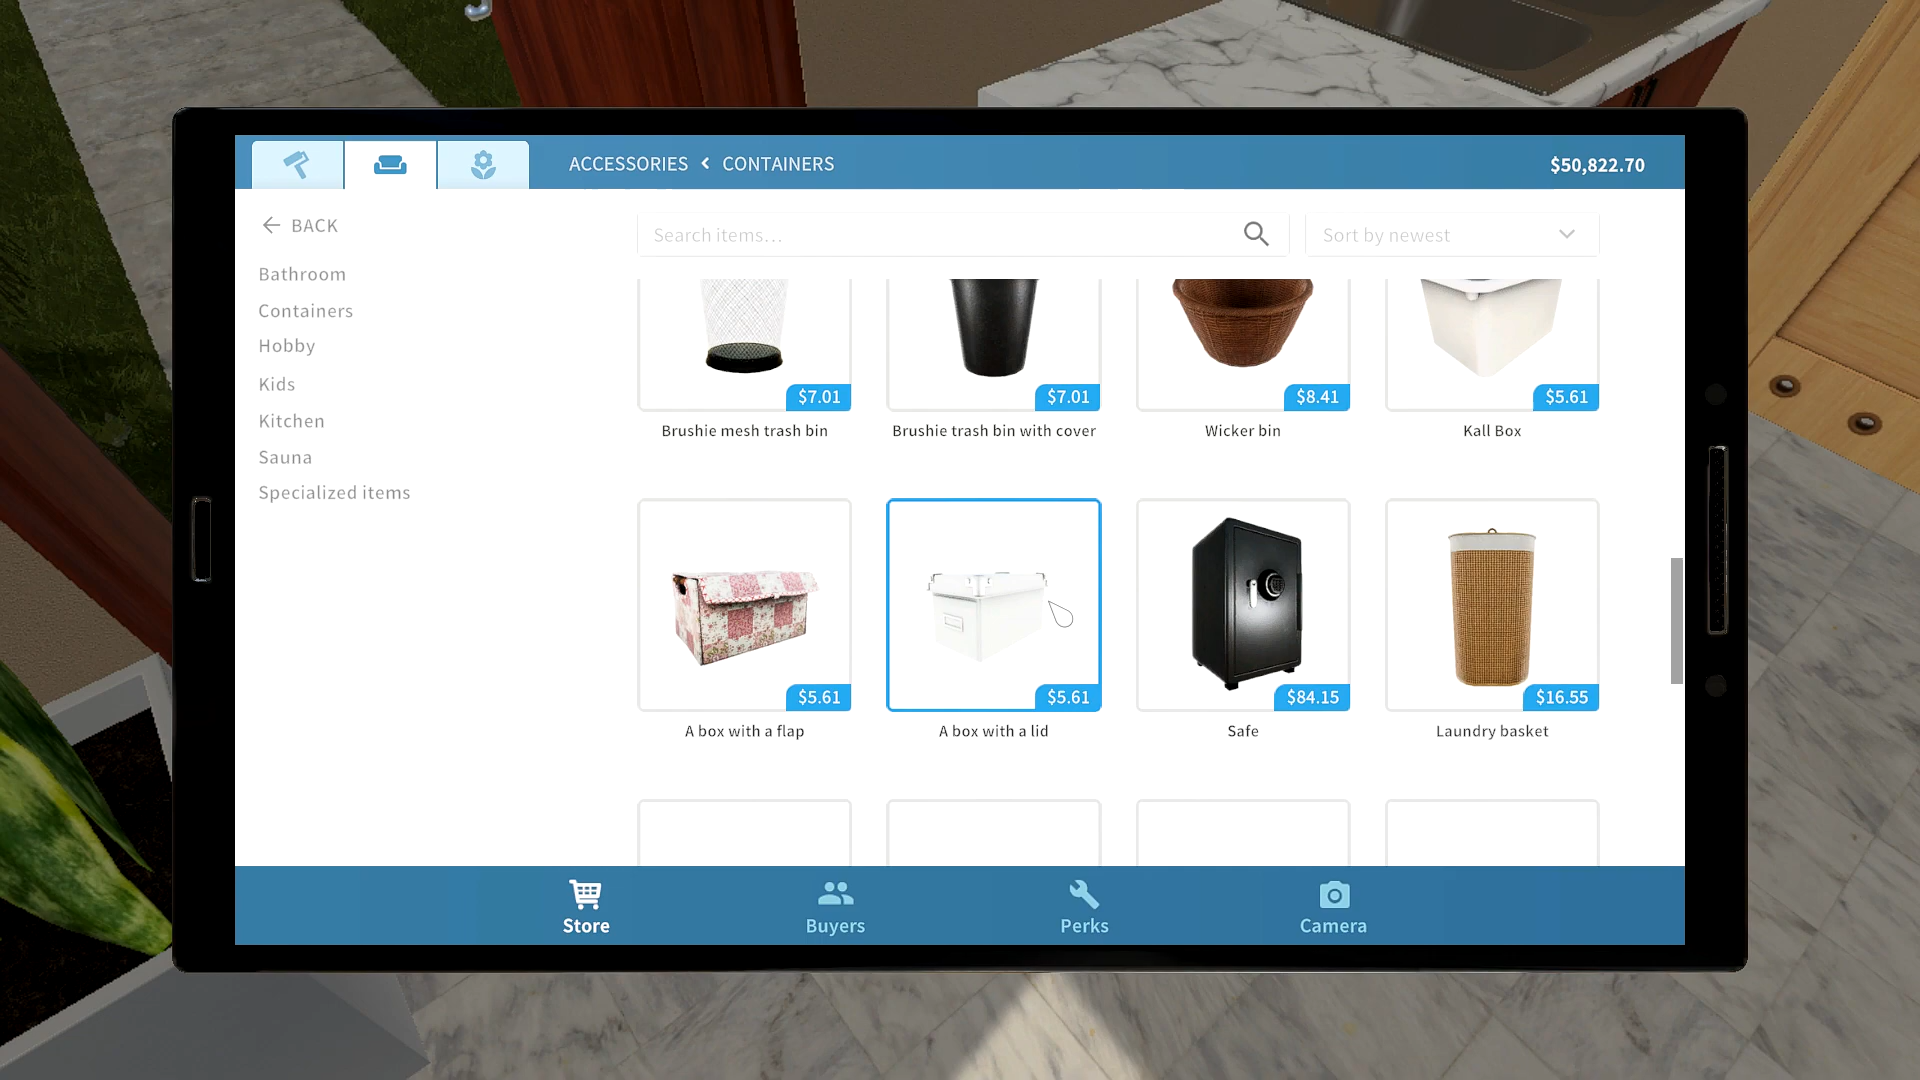 ACCESSORIES < CONTAINERS
$50,822.70
BACK
Search items...
Sort by newest
Bathroom
Containers
Hobby
Kids
Kitchen
Sauna
Specialized items
$7.01
$7.01
$8.41
$5.61
Brushie mesh trash bin
Brushie trash bin with cover
Wicker bin
Kall Box
$5.61
$5.61
$84.15
$16.55
A box with a flap
A box with a lid
Safe
Laundry basket
Store
Buyers
Perks
Camera